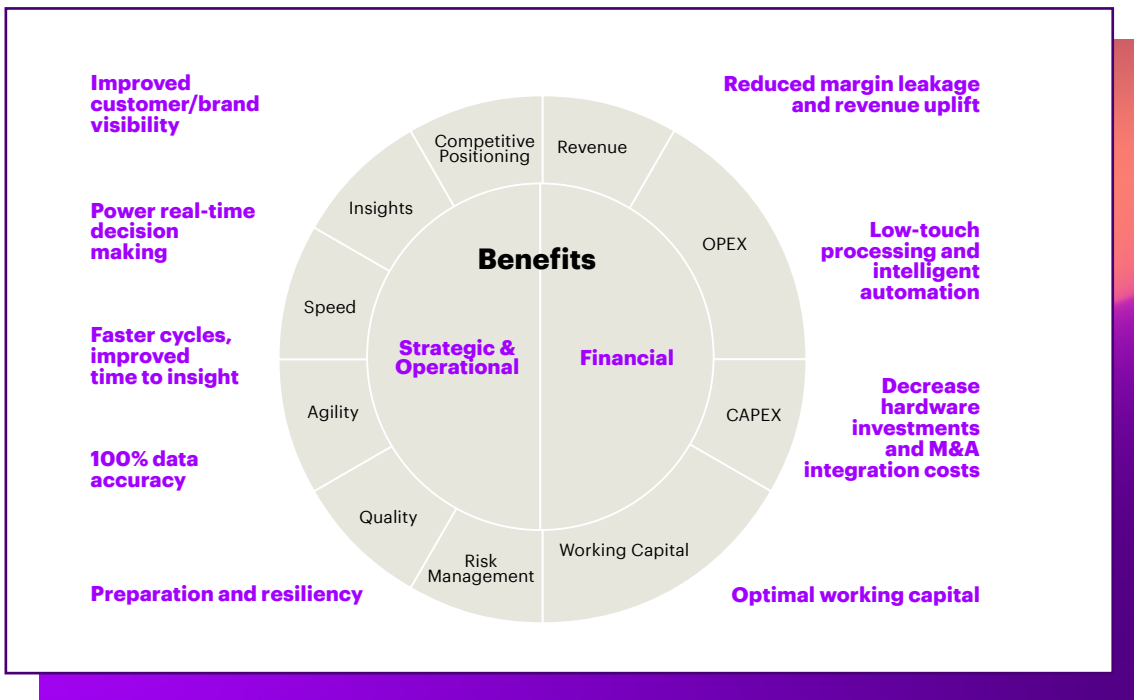 Improved
customer/brand
visibility
Power real-time
decision
making
Faster cycles,
improved
time to insight
100% data
accuracy
Preparation and resiliency
Competitive
Positioning
Insights
Speed
Agility
Quality
Risk
Management
Benefits
Strategic &
Operational
Financial
Revenue
OPEX
CAPEX
Working Capital
Reduced margin leakage
and revenue uplift
Low-touch
processing and
intelligent
automation
Decrease
hardware
investments
and M&A
integration costs
Optimal working capital